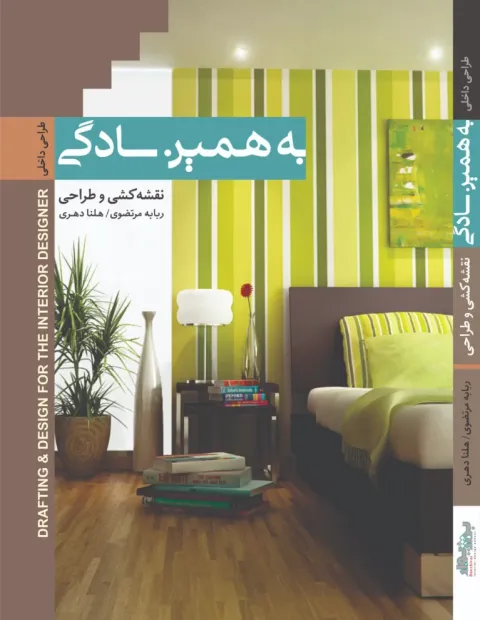 به همین سادگی
نقشه‌کشی و طراحی
ربابه مرتضوی/ هلنا دهری
طراحی داخلی
DRAFTING & DESIGN FOR THE INTERIOR DESIGNER
طراحی داخلی
به همین سادگی
نقشه‌کشی و طراحی
ربابه مرتضوی/ هلنا دهری